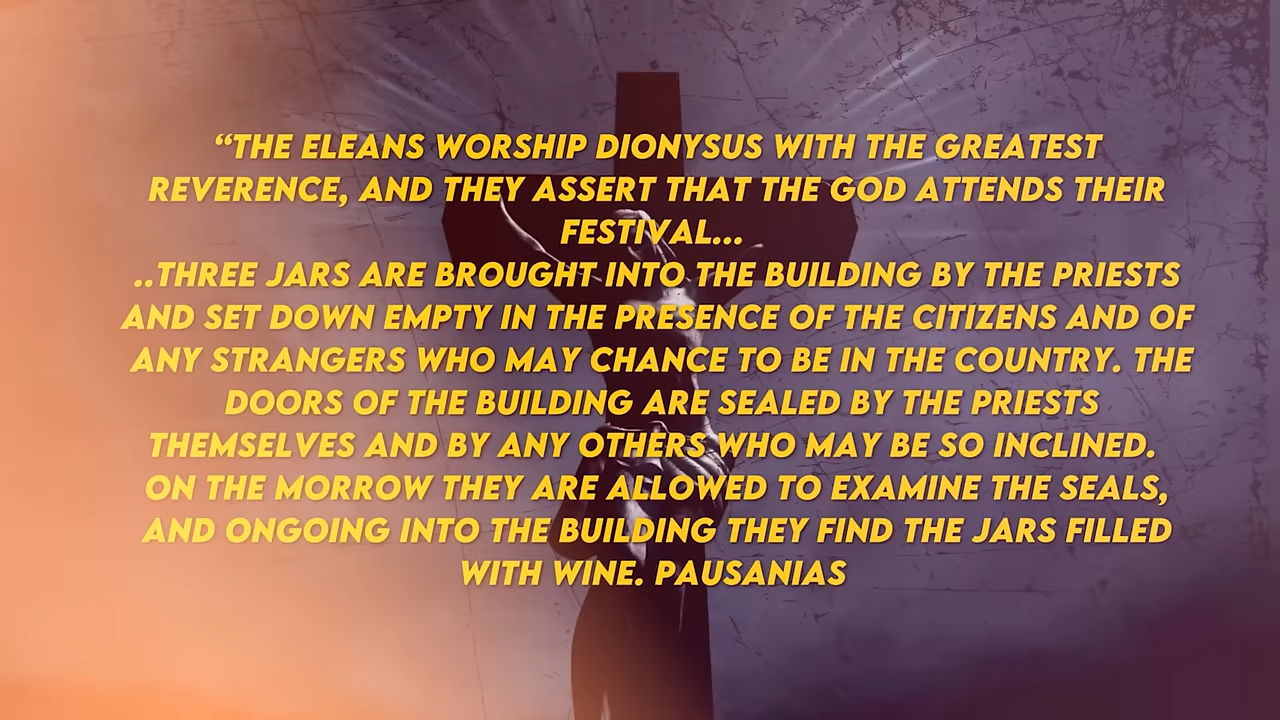 “THE ELEANS WORSHIP DIONYSUS WITH THE GREATEST
REVERENCE, AND THEY ASSERT THAT THE GOD ATTENDS THEIR
FESTIVAL...
..THREE JARS ARE BROUGHT INTO THE BUILDING BY THE PRIESTS
AND SET DOWN EMPTY IN THE PRESENCE OF THE CITIZENS AND OF
ANY STRANGERS WHO MAY CHANCE TO BE IN THE COUNTRY. THE
DOORS OF THE BUILDING ARE SEALED BY THE PRIESTS
THEMSELVES AND BY ANY OTHERS WHO MAY BE SO INCLINED.
ON THE MORROW THEY ARE ALLOWED TO EXAMINE THE SEALS,
AND ONGOING INTO THE BUILDING THEY FIND THE JARS FILLED
WITH WINE. PAUSANIAS